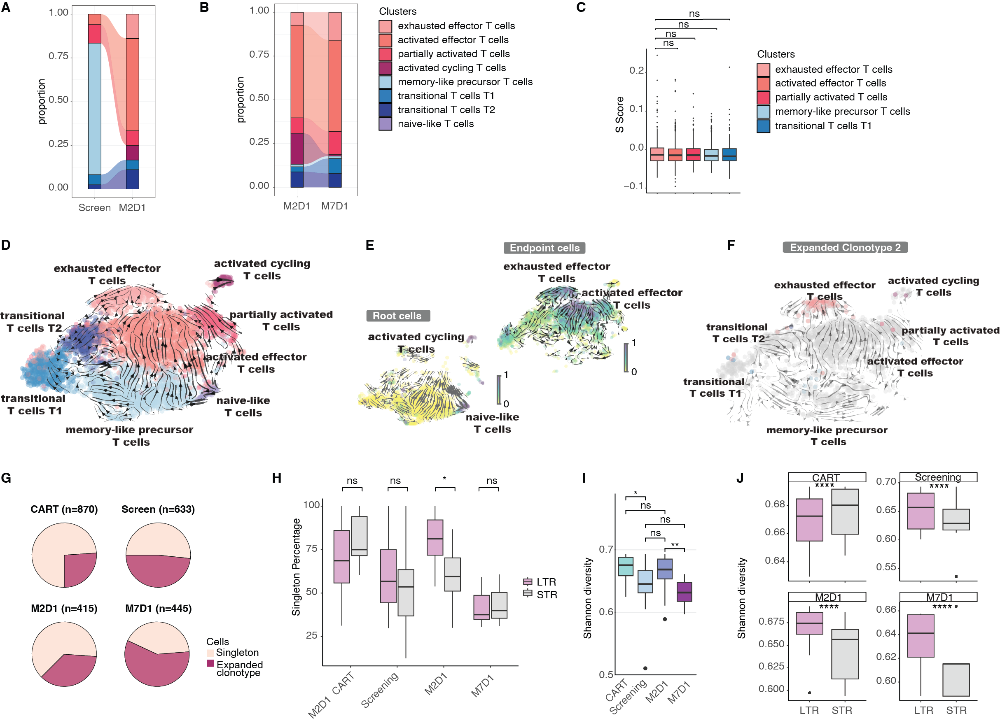 A
1.00
0.75
0.50
0.25
0.00
proportion
Screen
M2D1
B
1.00
0.75
0.50
0.25
0.00
proportion
M2D1
M7D1
Clusters
exhausted effector T cells
activated effector T cells
partially activated T cells
activated cycling T cells
memory-like precursor T cells
transitional T cells T1
transitional T cells T2
naive-like T cells
C
ns
ns
ns
ns
0.2
0.1
0.0
−0.1
S Score
Clusters
exhausted effector T cells
activated effector T cells
partially activated T cells
memory-like precursor T cells
transitional T cells T1
D
exhausted effector
T cells
activated cycling
T cells
transitional
T cells T2
partially activated
T cells
activated effector
T cells
transitional
T cells T1
naive-like
T cells
memory-like precursor
T cells
E
Endpoint cells
exhausted effector
T cells
activated effector
T cells
1
0
Root cells
activated cycling
T cells
1
0
naive-like
T cells
F
Expanded Clonotype 2
exhausted effector
T cells
activated cycling
T cells
transitional
T cells T2
partially activated
T cells
activated effector
T cells
transitional
T cells T1
memory-like precursor
T cells
G
CART (n=870)
Screen (n=633)
M2D1 (n=415)
M7D1 (n=445)
Cells
Singleton
Expanded
clonotype
H
ns
ns
*
ns
100
75
50
25
Singleton Percentage
M2D1 CART
Screening
M2D1
M7D1
LTR
STR
I
*
ns
ns
ns
**
0.7
0.6
0.5
Shannon diversity
CART
Screening
M2D1
M7D1
J
Shannon diversity
CART
****
0.68
0.66
0.64
Screening
****
0.70
0.65
0.60
0.55
M2D1
****
0.675
0.650
0.625
0.600
LTR
STR
M7D1
****
0.66
0.64
0.62
0.60
LTR
STR